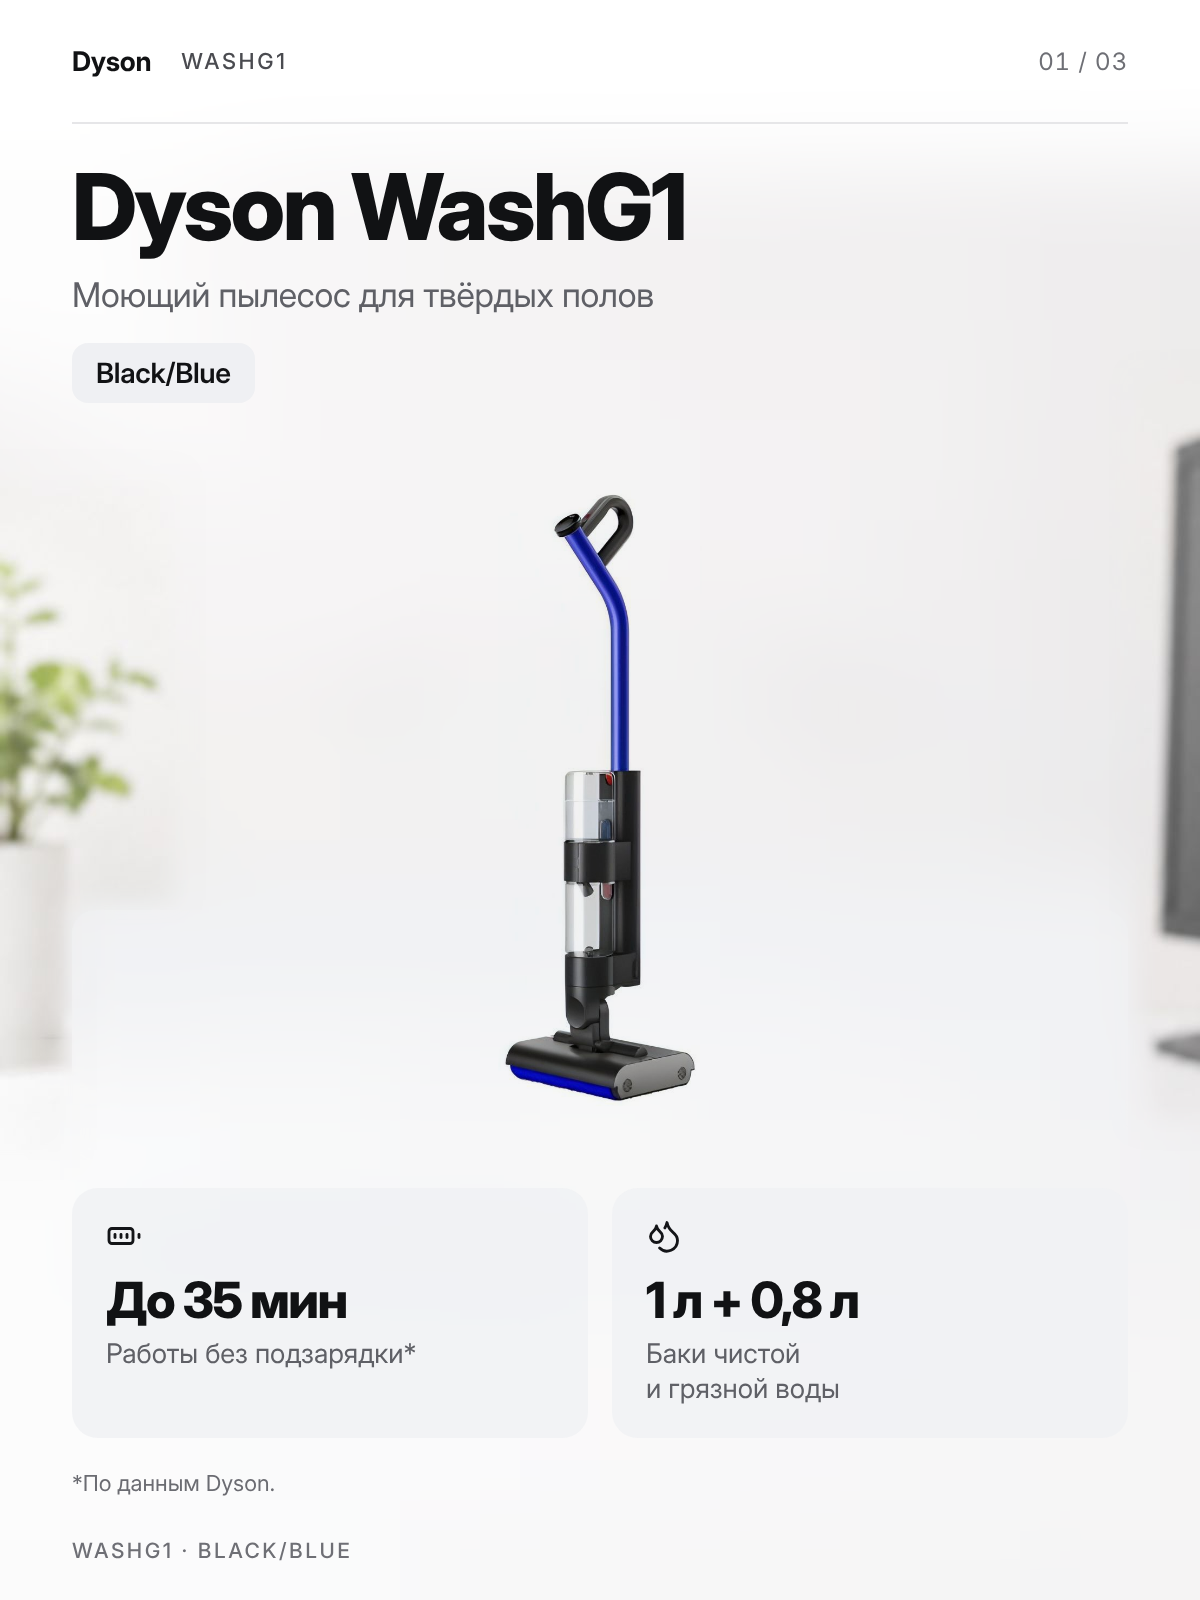 Dyson WASHG1 01 / 03
Dyson WashG1
Моющий пылесос для твёрдых полов
Black/Blue
До 35 мин
Работы без подзарядки*
1 л + 0,8 л
Баки чистой
и грязной воды
*По данным Dyson.
WASHG1 · BLACK/BLUE